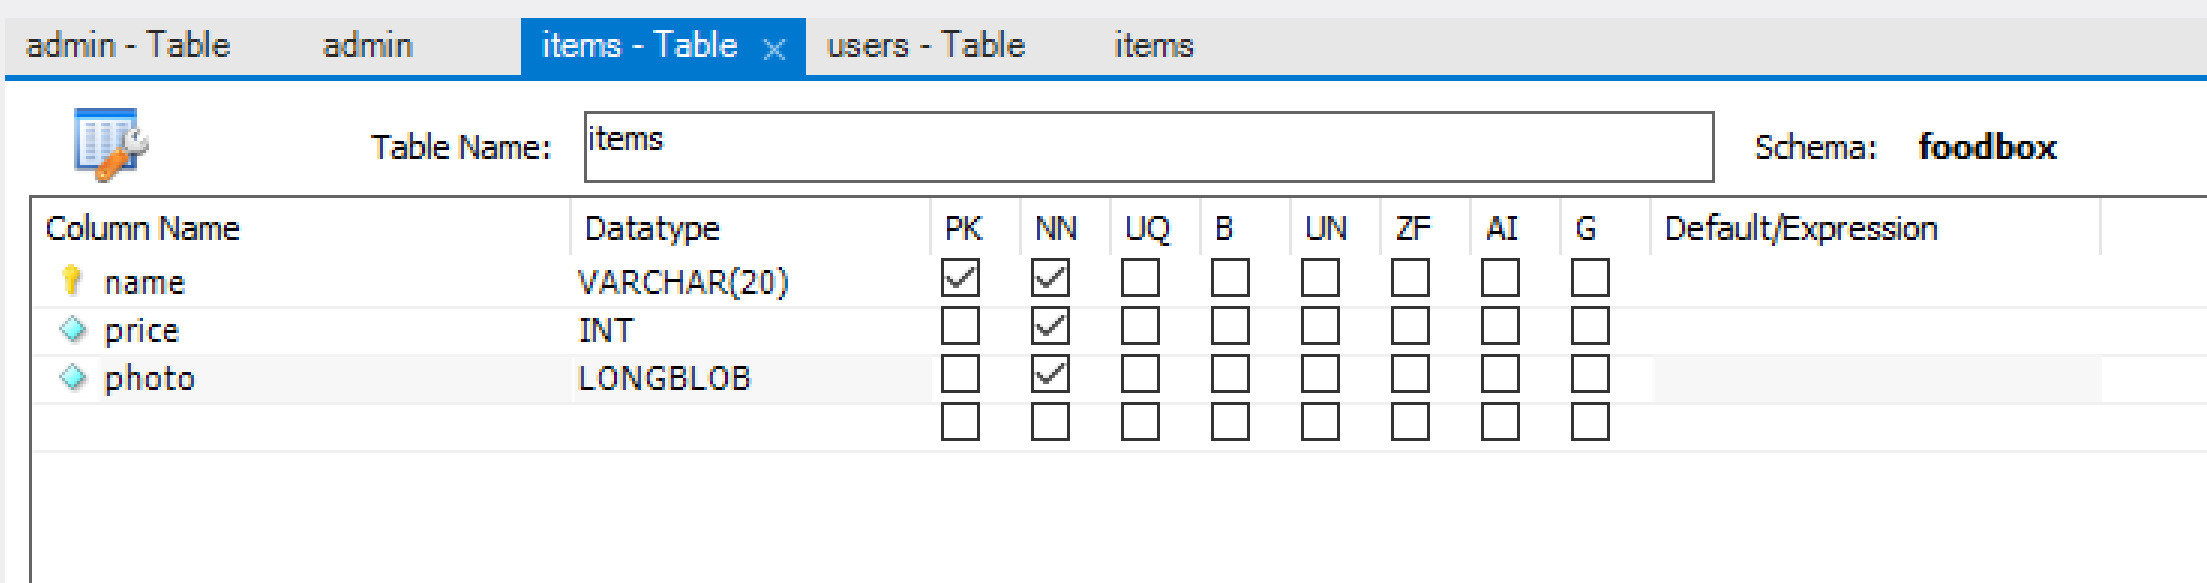 admin - Table admin items - Table × users - Table items
Table Name: items Schema: foodbox
Column Name Datatype PK NN UQ B UN ZF AI G Default/Expression
name VARCHAR(20)
price INT
photo LONGBLOB